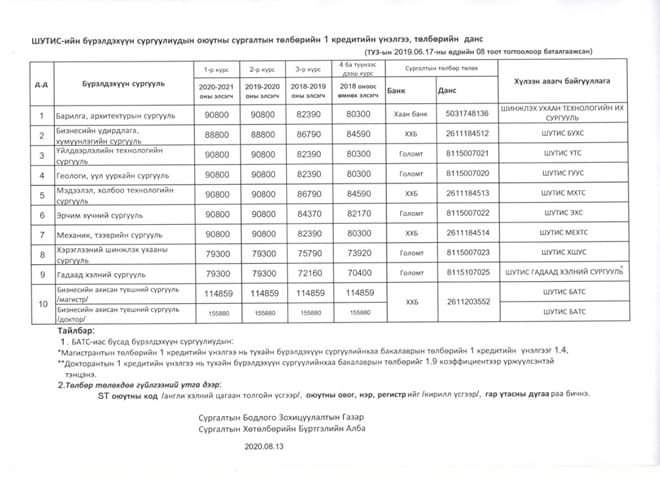 ШУТИС-ийн бүрэлдэхүүн сургуулиудын оюутны сургалтын төлбөрийн 1 кредитийн үнэлгээ, төлбөрийн данс
(ТУЗ-ын 2019.06.17-ны өдрийн 08 тоот тогтоолоор баталгаажсан)
д.д Бүрэлдэхүүн сургууль 1-р курс 2-р курс 3-р курс 4 ба түүнээс дээш курс Сургалтын төлбөр төлөх Хүлээн авагч байгууллага
2020-2021 оны элсэгч 2019-2020 оны элсэгч 2018-2019 оны элсэгч 2018 оноос өмнөх элсэгч Банк Данс
1 Барилга, архитектурын сургууль 90800 90800 82390 80300 Хаан банк 5031748136 ШИНЖЛЭХ УХААН ТЕХНОЛОГИЙН ИХ СУРГУУЛЬ
2 Бизнесийн удирдлага, хүмүүнлэгийн сургууль 88800 88800 86790 84590 ХХБ 2611184512 ШУТИС БУХС
3 Үйлдвэрлэлийн технологийн сургууль 90800 90800 82390 80300 Голомт 8115007021 ШУТИС ҮТС
4 Геологи, уул уурхайн сургууль 90800 90800 82390 80300 Голомт 8115007020 ШУТИС ГУУС
5 Мэдээлэл, холбоо технологийн сургууль 90800 90800 86790 84590 ХХБ 2611184513 ШУТИС МХТС
6 Эрчим хүчний сургууль 90800 90800 84370 82170 Голомт 8115007022 ШУТИС ЭХС
7 Механик, тээврийн сургууль 90800 90800 82390 80300 ХХБ 2611184514 ШУТИС МЕХТС
8 Хэрэглээний шинжлэх ухааны сургууль 79300 79300 75790 73920 Голомт 8115007023 ШУТИС ХШУС
9 Гадаад хэлний сургууль 79300 79300 72160 70400 Голомт 8115107025 ШУТИС ГАДААД ХЭЛНИЙ СУРГУУЛЬ
10 Бизнесийн ахисан түвшний сургууль /магистр/ 114859 114859 114859 114859 ХХБ 2611203552 ШУТИС БАТС
Бизнесийн ахисан түвшний сургууль /доктор/ 155880 155880 155880 155880 ШУТИС БАТС
Тайлбар:
1. БАТС-иас бусад бүрэлдэхүүн сургуулиудын:
*Магистрантын төлбөрийн 1 кредитийн үнэлгээ нь тухайн бүрэлдэхүүн сургуулийнхаа бакалаврын төлбөрийн 1 кредитийн үнэлгээг 1.4,
**Докторантын 1 кредитийн үнэлгээ нь тухайн бүрэлдэхүүн сургуулийнхаа бакалаврын төлбөрийг 1.9 коэффициентээр үржүүлсэнтэй
тэнцэнэ.
2.Төлбөр төлөхдөө гүйлгээний утга дээр:
ST оюутны код /англи хэлний цагаан толгойн үсгээр/, оюутны овог, нэр, регистрийг /кирилл үсгээр/, гар утасны дугаараа бичнэ.
Сургалтын Бодлого Зохицуулалтын Газар
Сургалтын Хөтөлбөрийн Бүртгэлийн Алба
2020.08.13